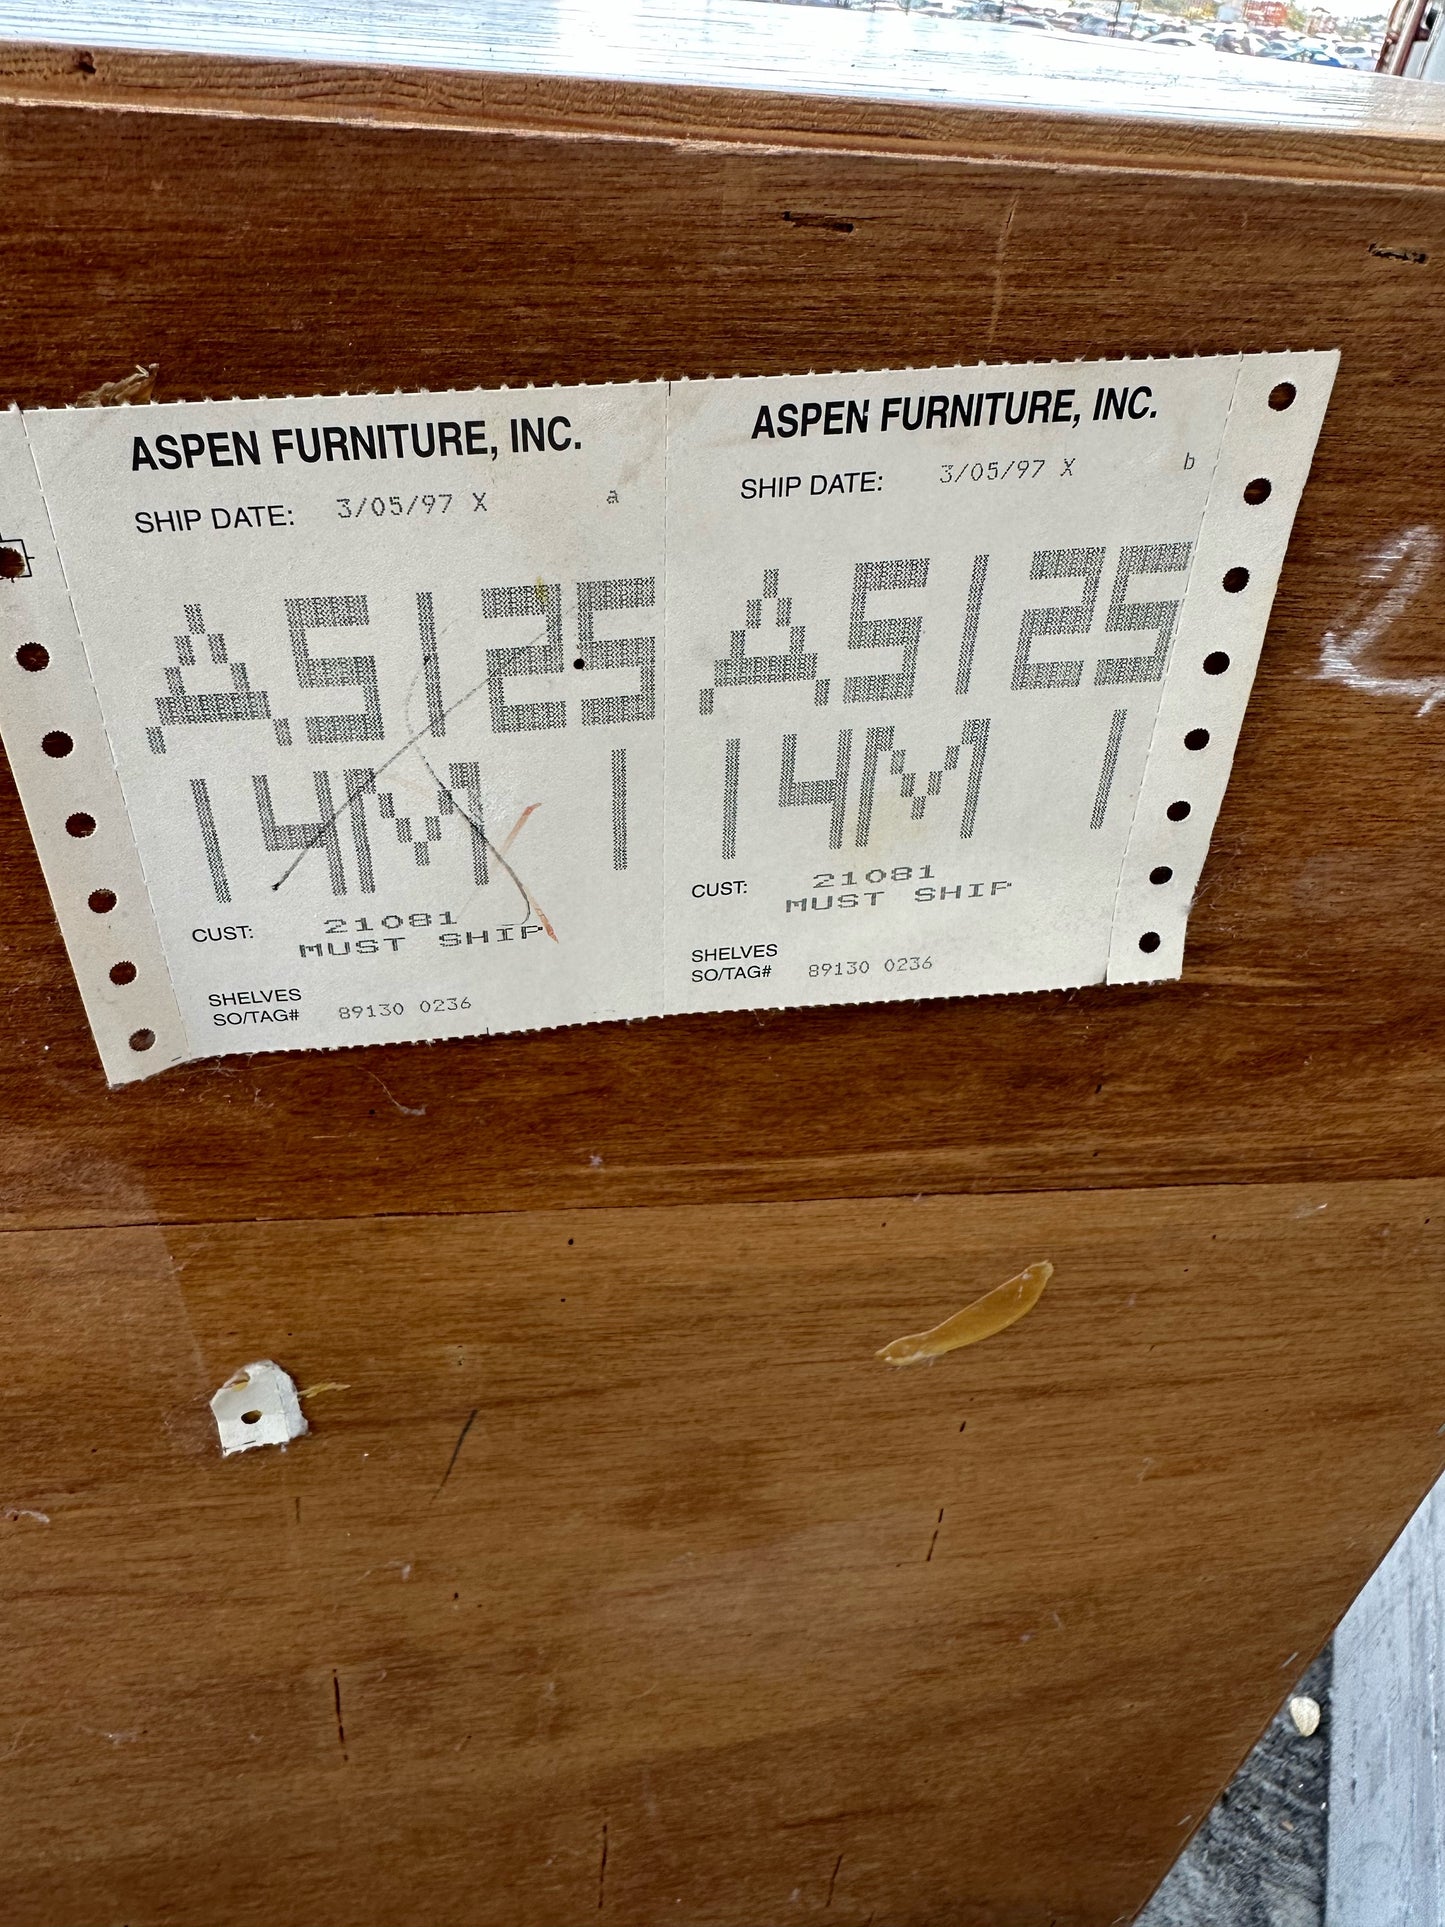 ASPEN FURNITURE, INC.
SHIP DATE: 3/05/97 X a
AS125
14M 1
CUST: 21081
MUST SHIP
SHELVES
SO/TAG# 89130 0236
ASPEN FURNITURE, INC.
SHIP DATE: 3/05/97 X b
AS125
14M 1
CUST: 21081
MUST SHIP
SHELVES
SO/TAG# 89130 0236